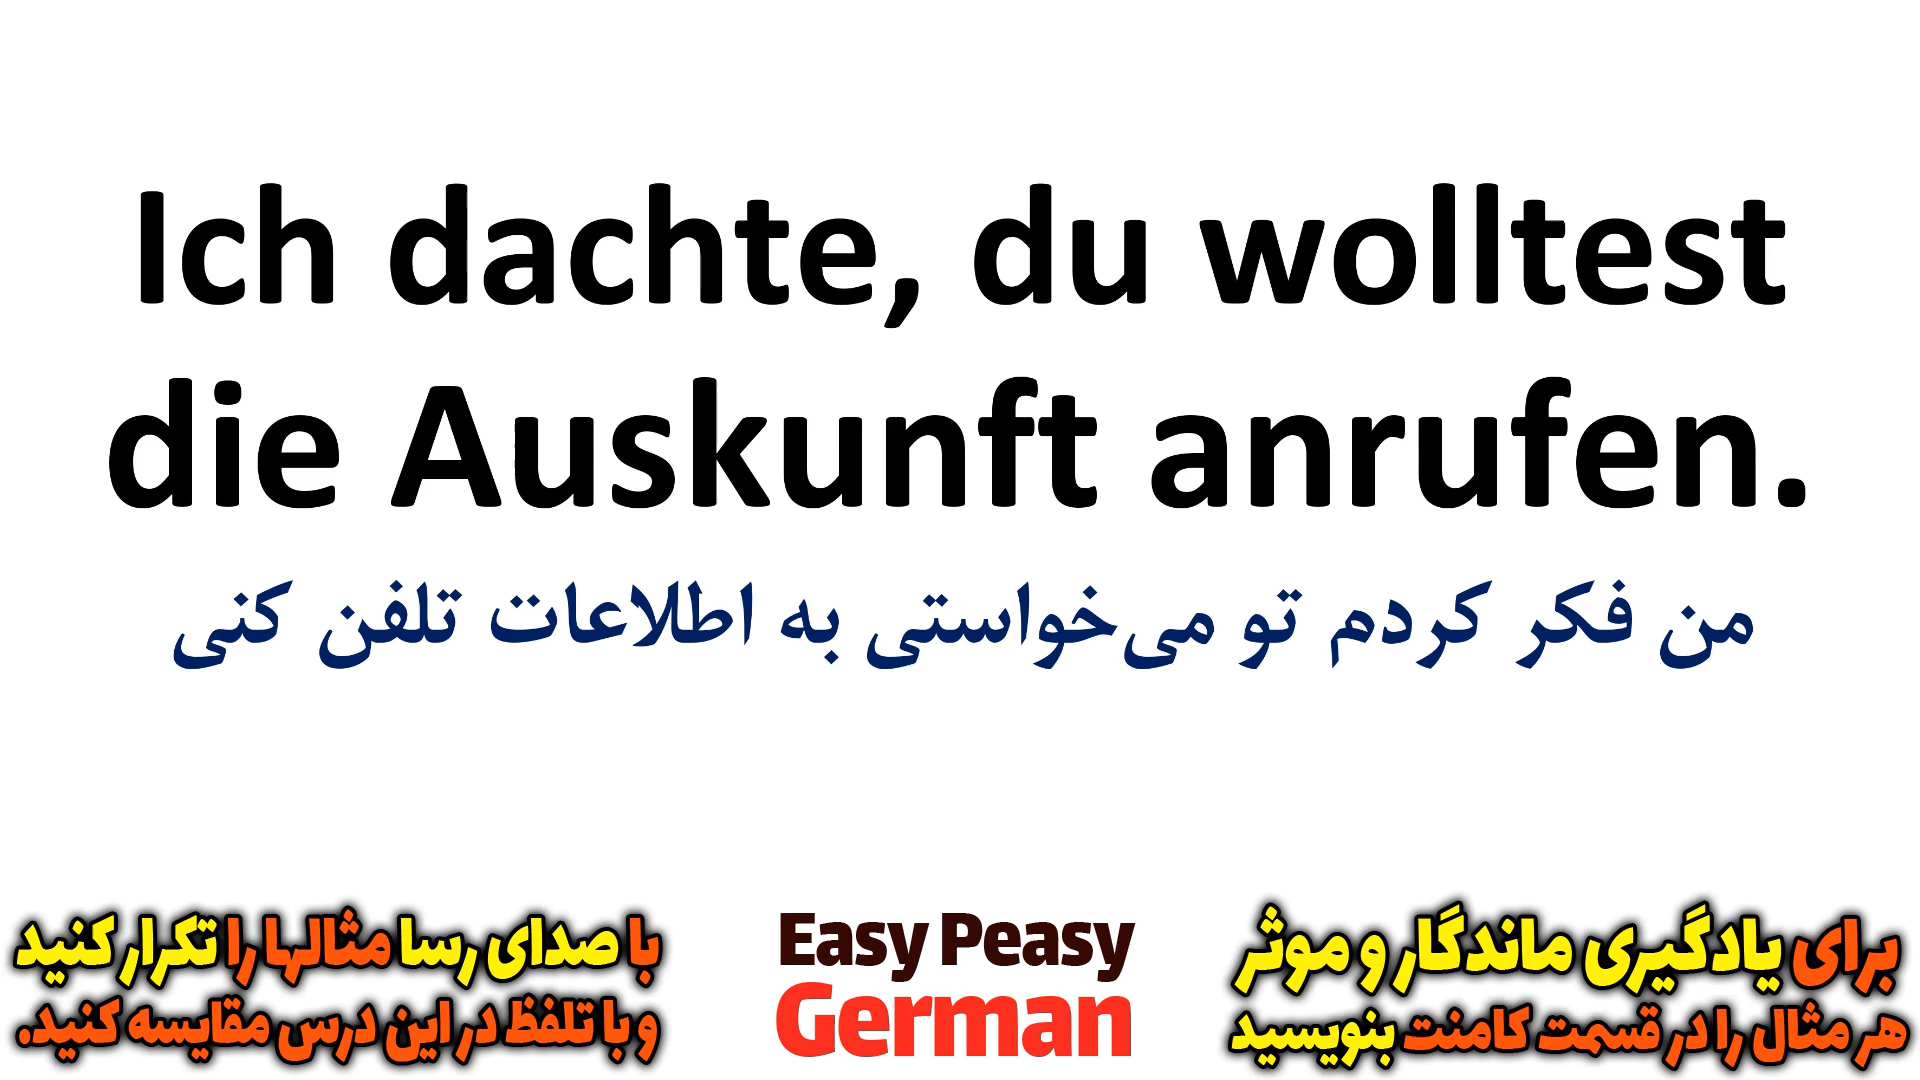 Ich dachte, du wolltest
die Auskunft anrufen.
من فکر کردم تو می‌خواستی به اطلاعات تلفن کنی
با صدای رسا مثالها را تکرار کنید
و با تلفظ در این درس مقایسه کنید.
Easy Peasy
German
برای یادگیری ماندگار و موثر
هر مثال را در قسمت کامنت بنویسید